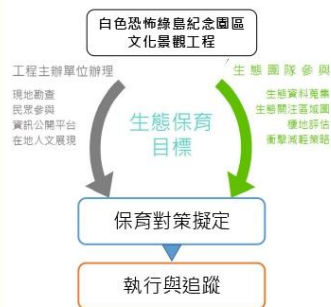 白色恐怖綠島紀念園區
文化景觀工程
工程主辦單位辦理
現地勘查
民眾參與
資訊公開平台
在地人文展現
生態團隊參與
生態資料蒐集
生態關注區域圖
棲地評估
衝擊減輕策略
生態保育
目標
保育對策擬定
執行與追蹤